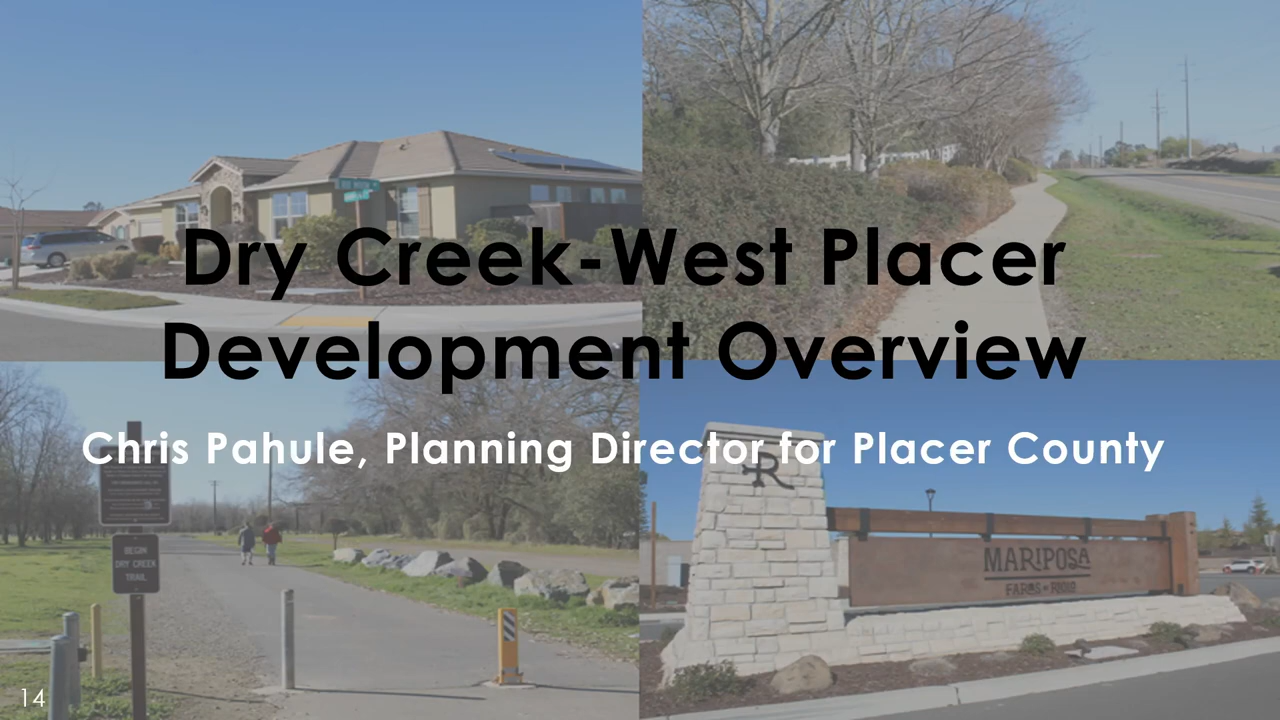 Dry Creek-West Placer
Development Overview
Chris Pahule, Planning Director for Placer County
R
BEGIN
DRY CREEK
TRAIL
MARIPOSA
14